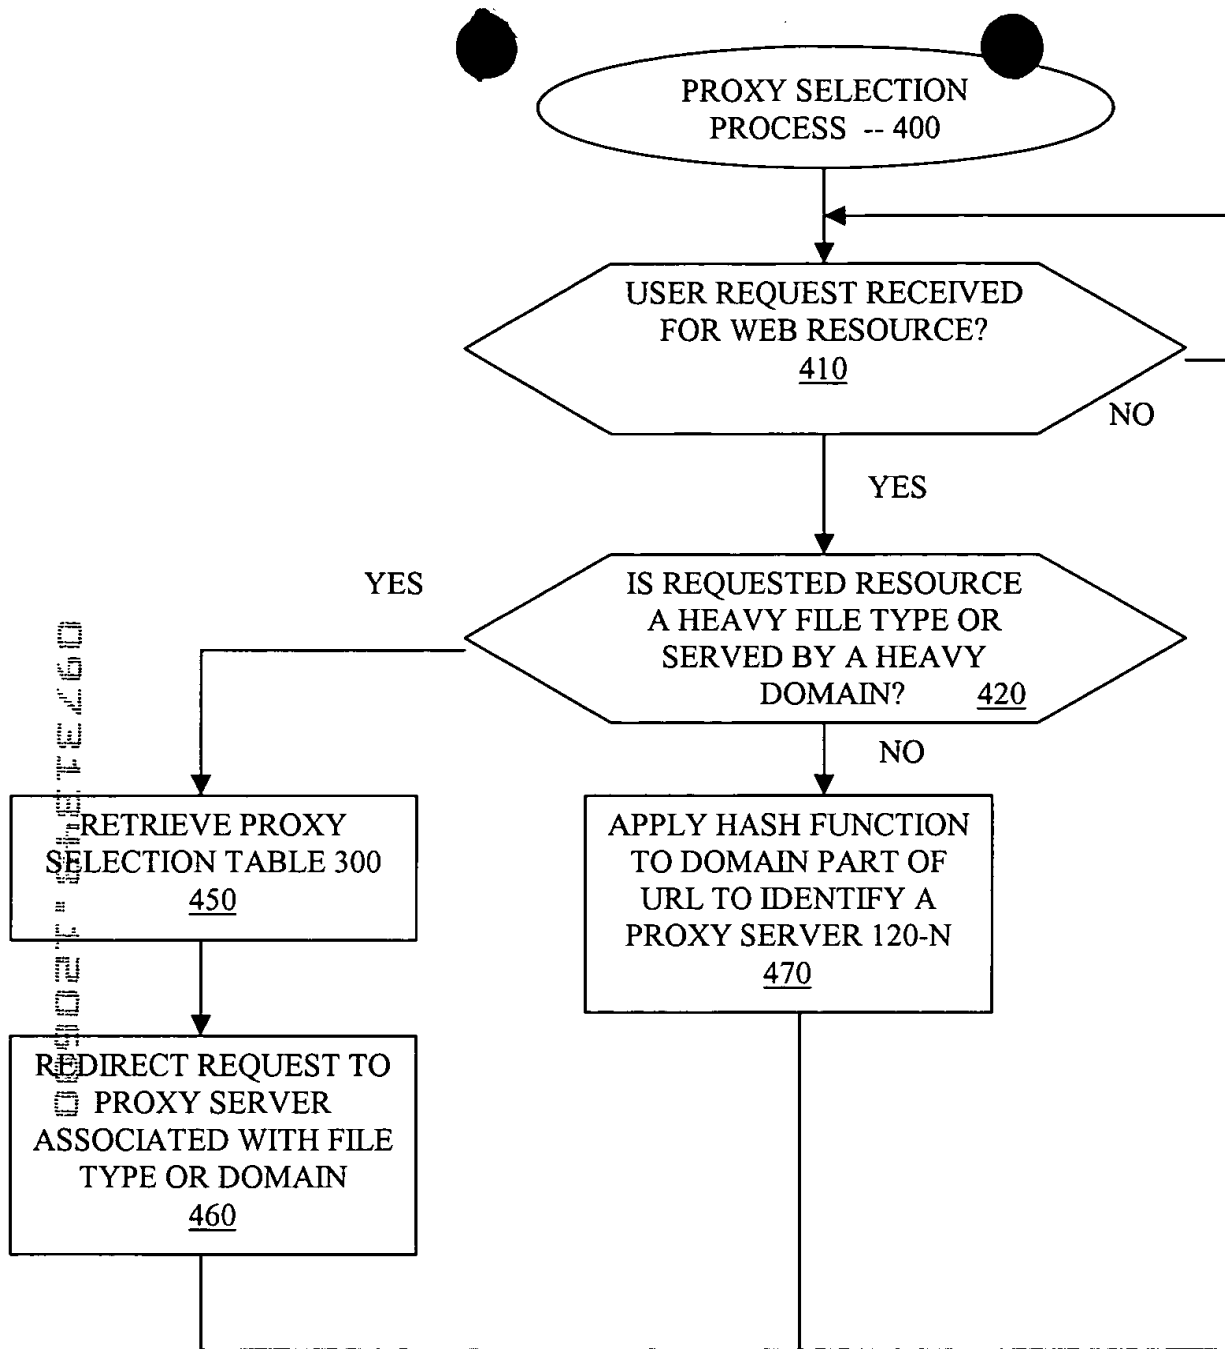 PROXY SELECTION
PROCESS -- 400
USER REQUEST RECEIVED
FOR WEB RESOURCE?
410
NO
YES
YES
IS REQUESTED RESOURCE
A HEAVY FILE TYPE OR
SERVED BY A HEAVY
DOMAIN? 420
NO
RETRIEVE PROXY
SELECTION TABLE 300
450
APPLY HASH FUNCTION
TO DOMAIN PART OF
URL TO IDENTIFY A
PROXY SERVER 120-N
470
REDIRECT REQUEST TO
PROXY SERVER
ASSOCIATED WITH FILE
TYPE OR DOMAIN
460